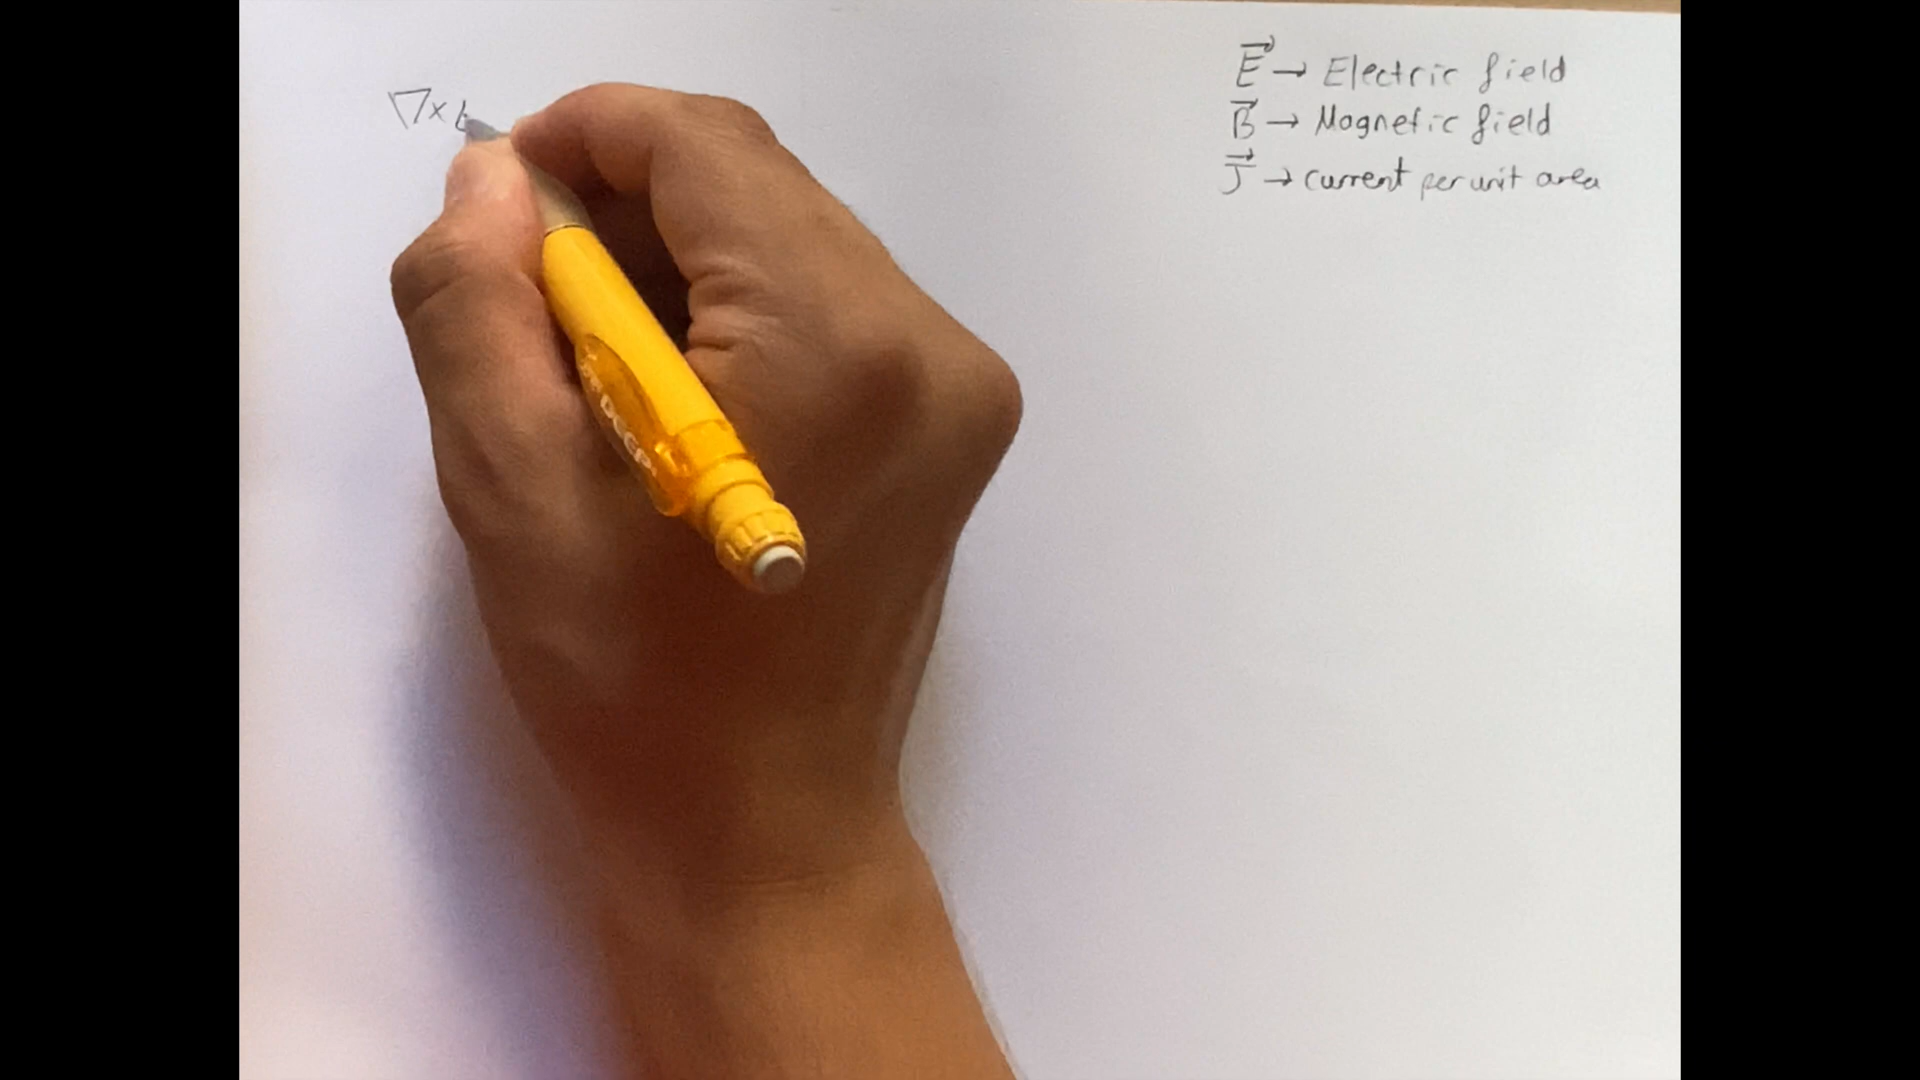 ∇×
E⃗ → Electric field
B⃗ → Magnetic field
J⃗ → current per unit area